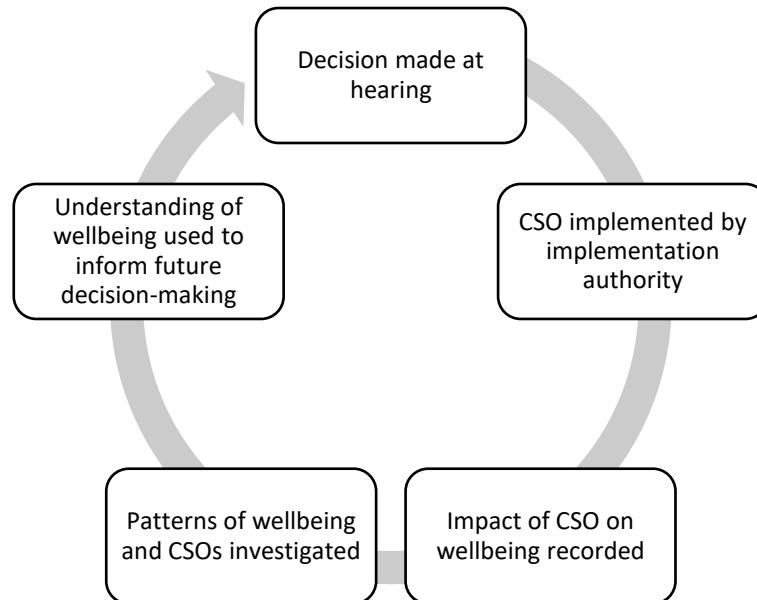 Decision made at
hearing
CSO implemented by
implementation
authority
Impact of CSO on
wellbeing recorded
Patterns of wellbeing
and CSOs investigated
Understanding of
wellbeing used to
inform future
decision-making